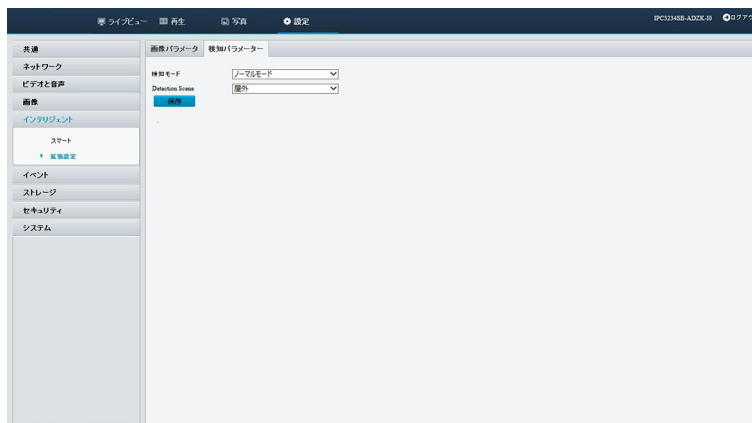 ライブビュー 再生 写真 設定 IPC3234SB-ADZK-I0 ログアウ
共通
ネットワーク
ビデオと音声
画像
インテリジェント
スマート
拡張設定
イベント
ストレージ
セキュリティ
システム
画像パラメータ 検知パラメーター
検知モード ノーマルモード
Detection Scene 屋外
保存